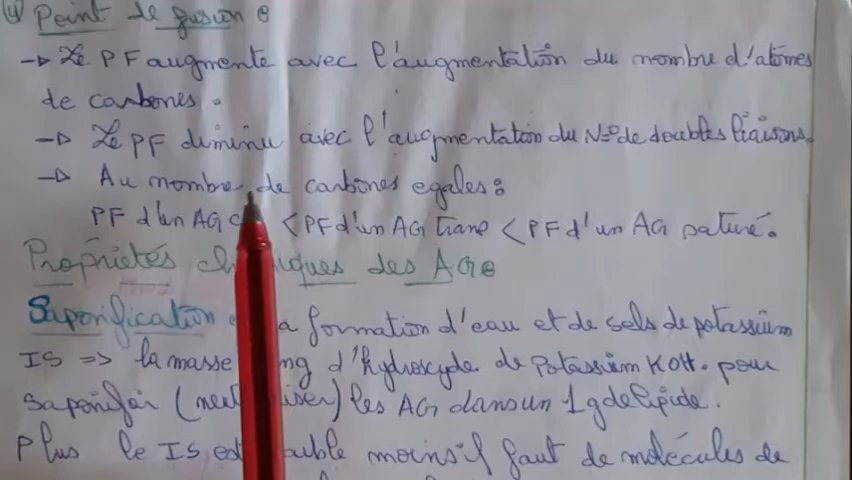 4) Point de fusion :
→ Le PF augmente avec l'augmentation du nombre d'atomes
de carbones.
→ Le PF diminue avec l'augmentation du N=° de doubles liaisons.
→ Au nombre de carbones egales :
PF d'un AG < PF d'un AG trans < PF d'un AG saturé.
Propriétés des AG :
Saponification a formation d'eau et de sels de potassium
IS => la masse mg d'hydroxyde de Potassium KOH. pour
saponifier (les AG dans un 1g de lipide.
Plus le IS moins il faut de molécules de